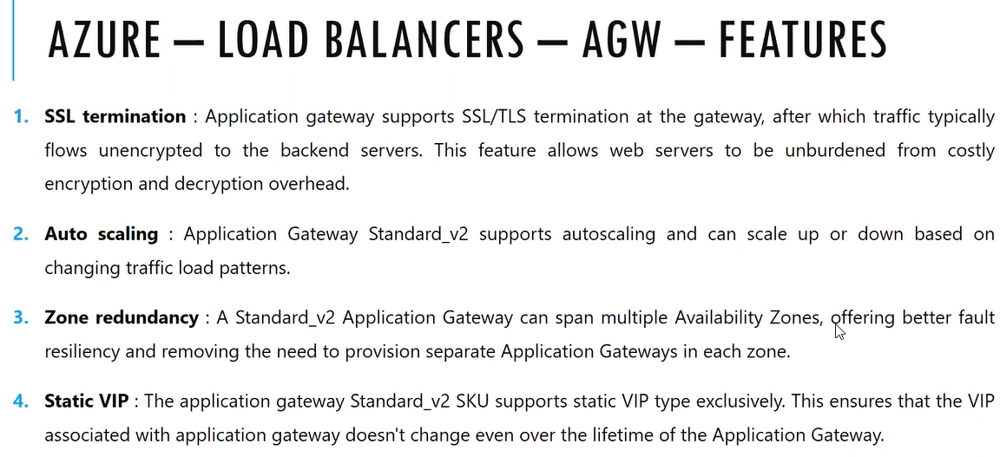 AZURE – LOAD BALANCERS – AGW – FEATURES
1. SSL termination : Application gateway supports SSL/TLS termination at the gateway, after which traffic typically
flows unencrypted to the backend servers. This feature allows web servers to be unburdened from costly
encryption and decryption overhead.
2. Auto scaling : Application Gateway Standard_v2 supports autoscaling and can scale up or down based on
changing traffic load patterns.
3. Zone redundancy : A Standard_v2 Application Gateway can span multiple Availability Zones, offering better fault
resiliency and removing the need to provision separate Application Gateways in each zone.
4. Static VIP : The application gateway Standard_v2 SKU supports static VIP type exclusively. This ensures that the VIP
associated with application gateway doesn't change even over the lifetime of the Application Gateway.